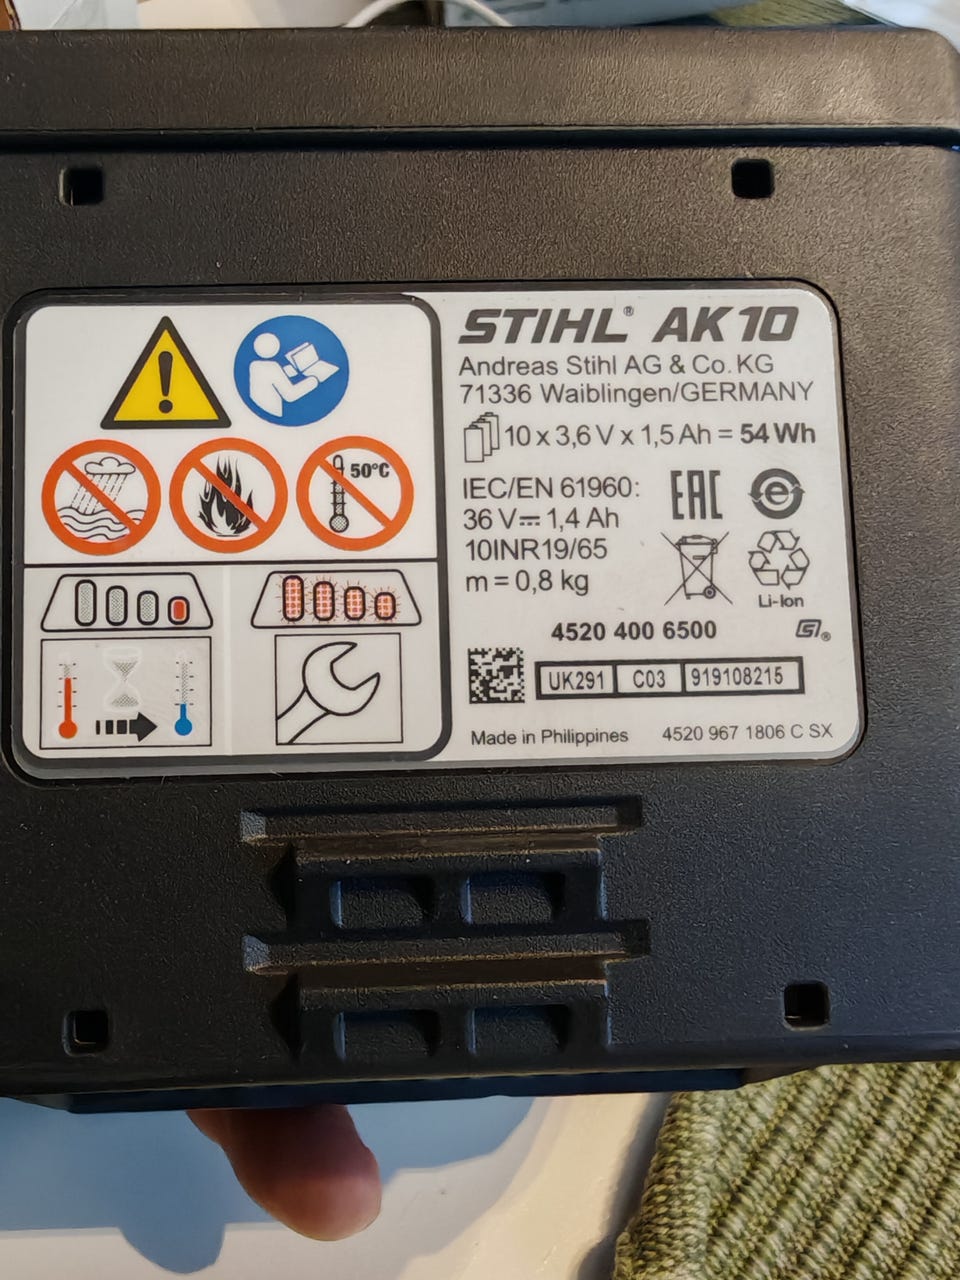 50°C
STIHL® AK 10
Andreas Stihl AG & Co. KG
71336 Waiblingen/GERMANY
10 x 3,6 V x 1,5 Ah = 54 Wh
IEC/EN 61960:
36 V⎓ 1,4 Ah
10INR19/65
m = 0,8 kg
EAC
Li-Ion
4520 400 6500
UK291 C03 919108215
Made in Philippines 4520 967 1806 C SX